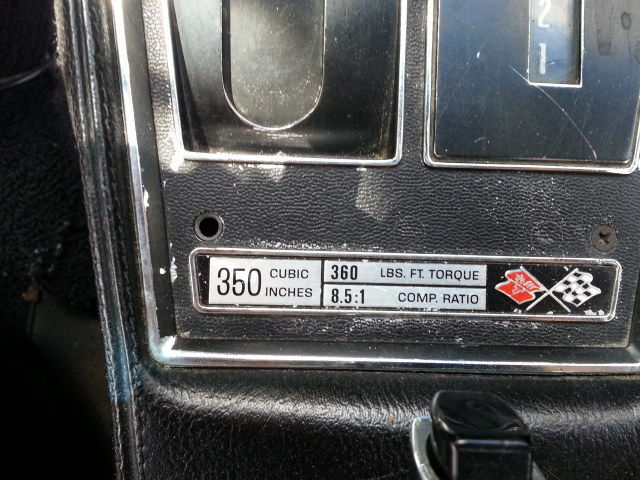 2
1
350 CUBIC INCHES
360 LBS. FT. TORQUE
8.5:1 COMP. RATIO